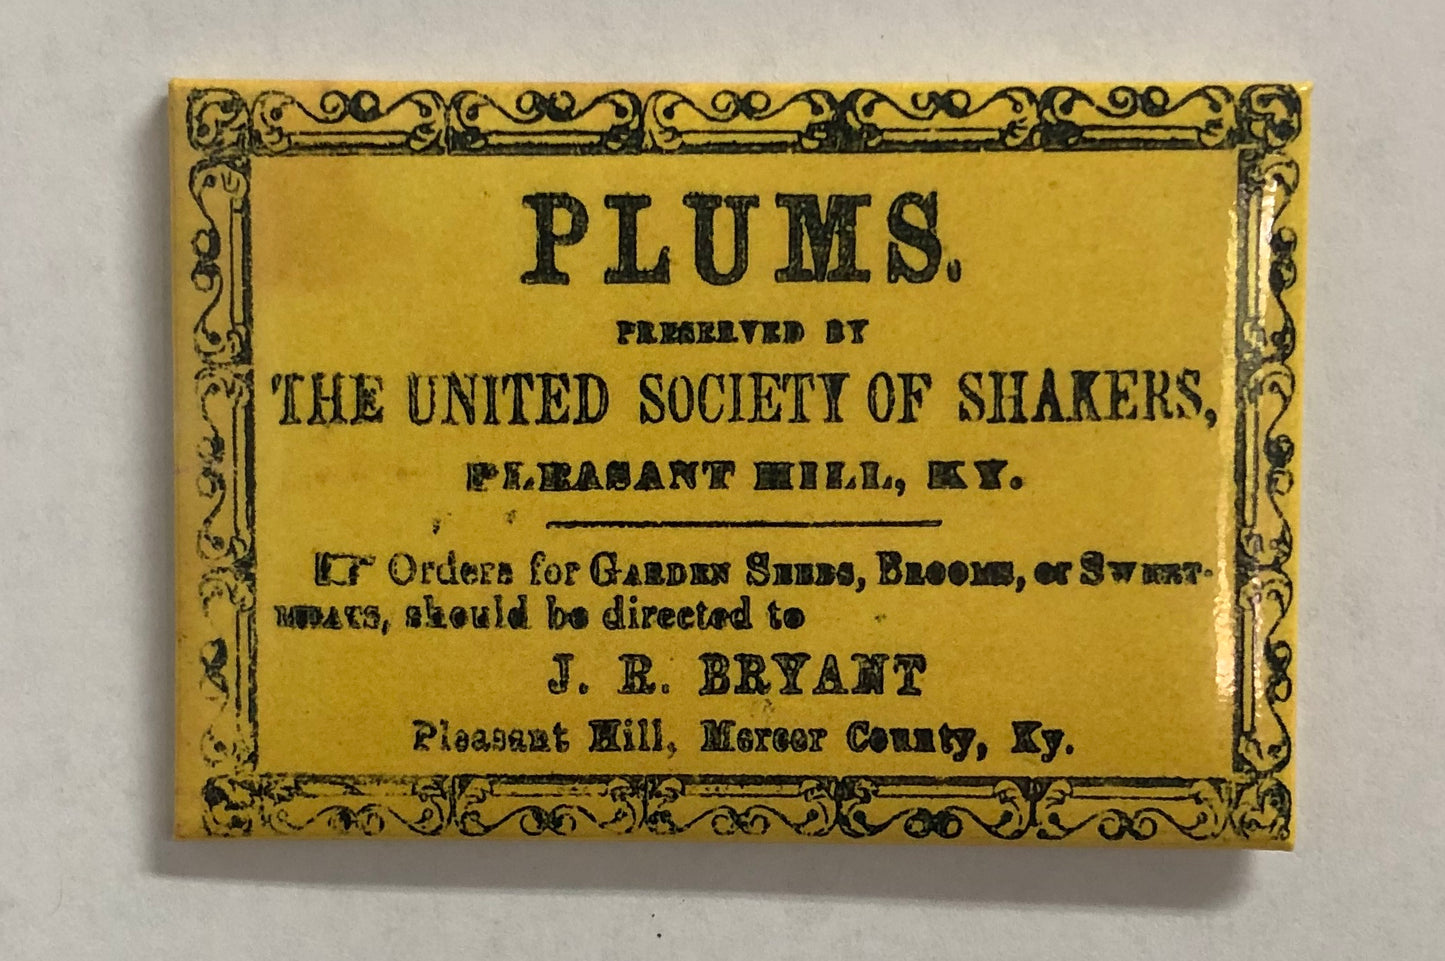 PLUMS.
PRESERVED BY
THE UNITED SOCIETY OF SHAKERS,
PLEASANT HILL, KY.
☞ Orders for GARDEN SEEDS, BROOMS, or SWEET-
MEATS, should be directed to
J. R. BRYANT
Pleasant Hill, Mercer County, Ky.